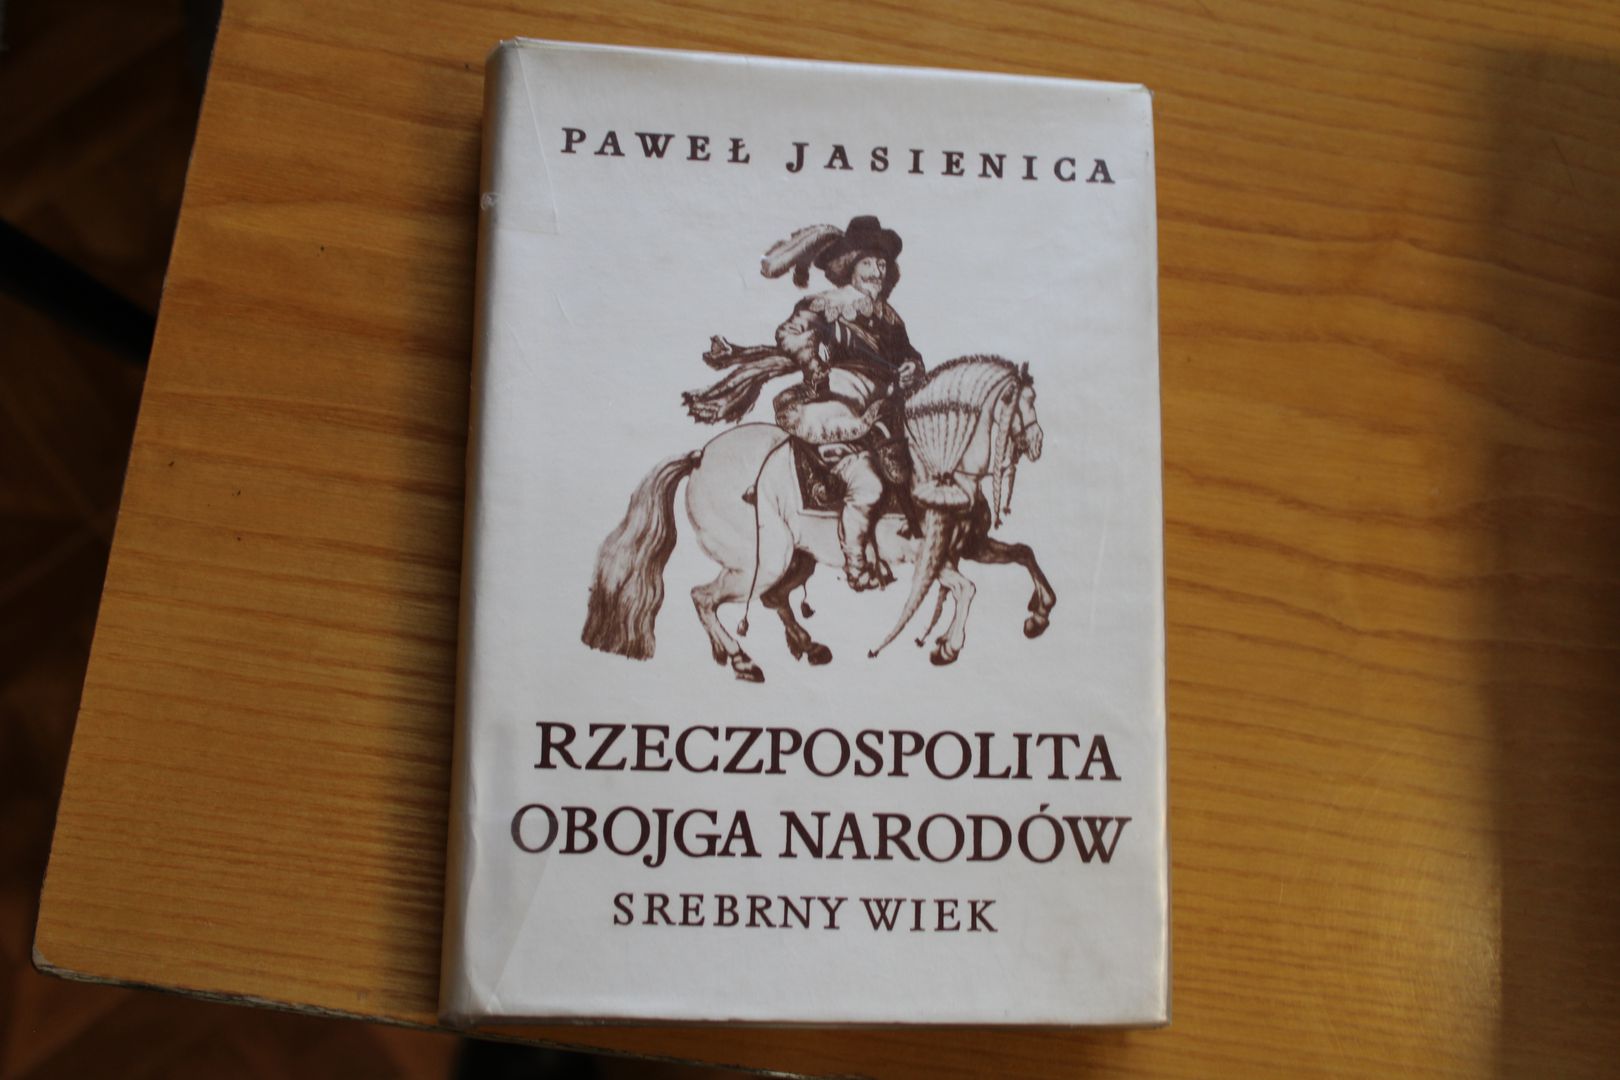 PAWEŁ JASIENICA
RZECZPOSPOLITA
OBOJGA NARODÓW
SREBRNY WIEK